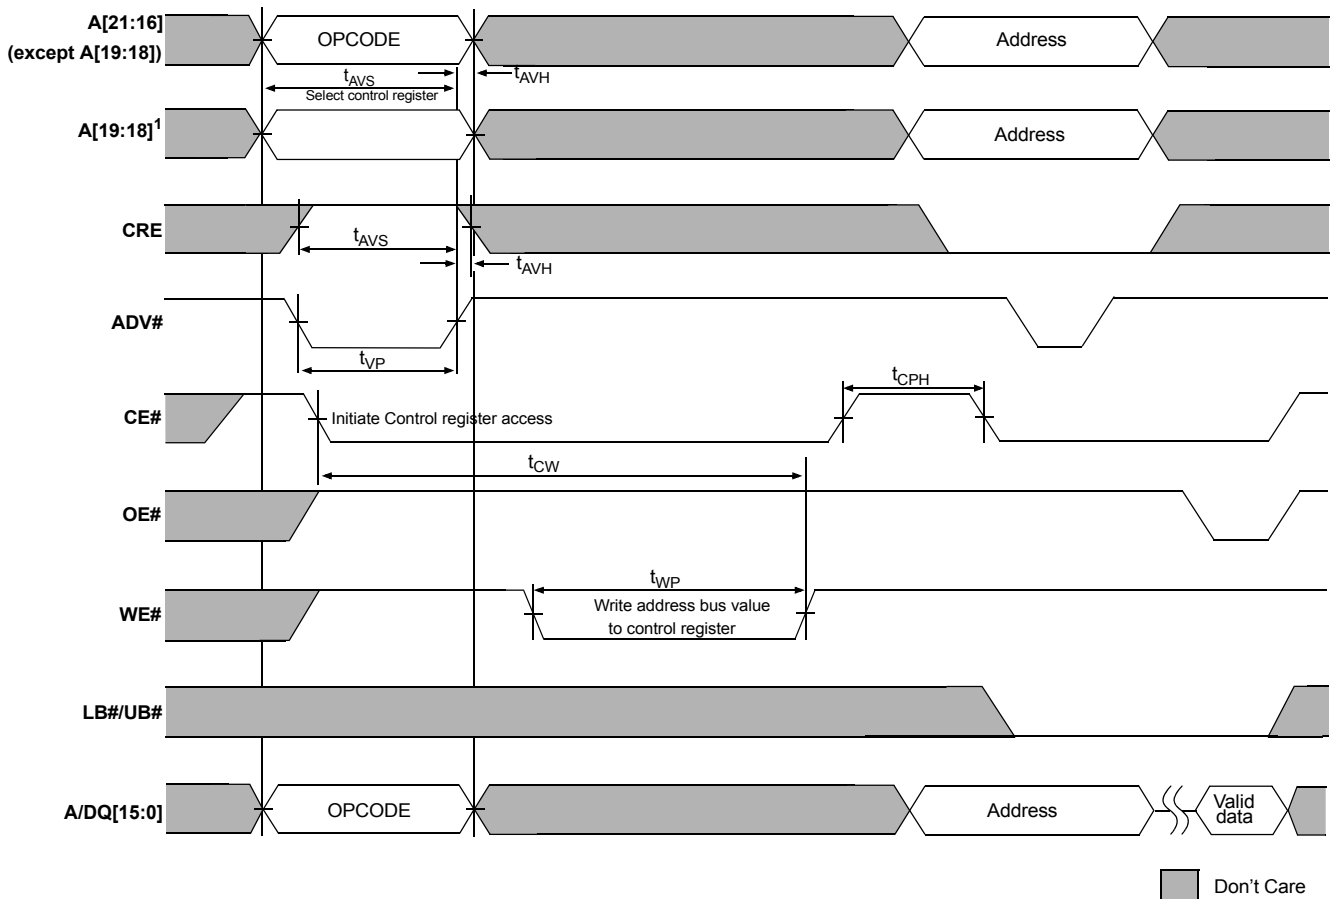 A[21:16]
(except A[19:18])
OPCODE
Address
tAVS
tAVH
Select control register
A[19:18]1
Address
CRE
tAVS
tAVH
ADV#
tVP
tCPH
CE#
Initiate Control register access
tCW
OE#
tWP
WE#
Write address bus value
to control register
LB#/UB#
A/DQ[15:0]
OPCODE
Address
Valid
data
Don't Care